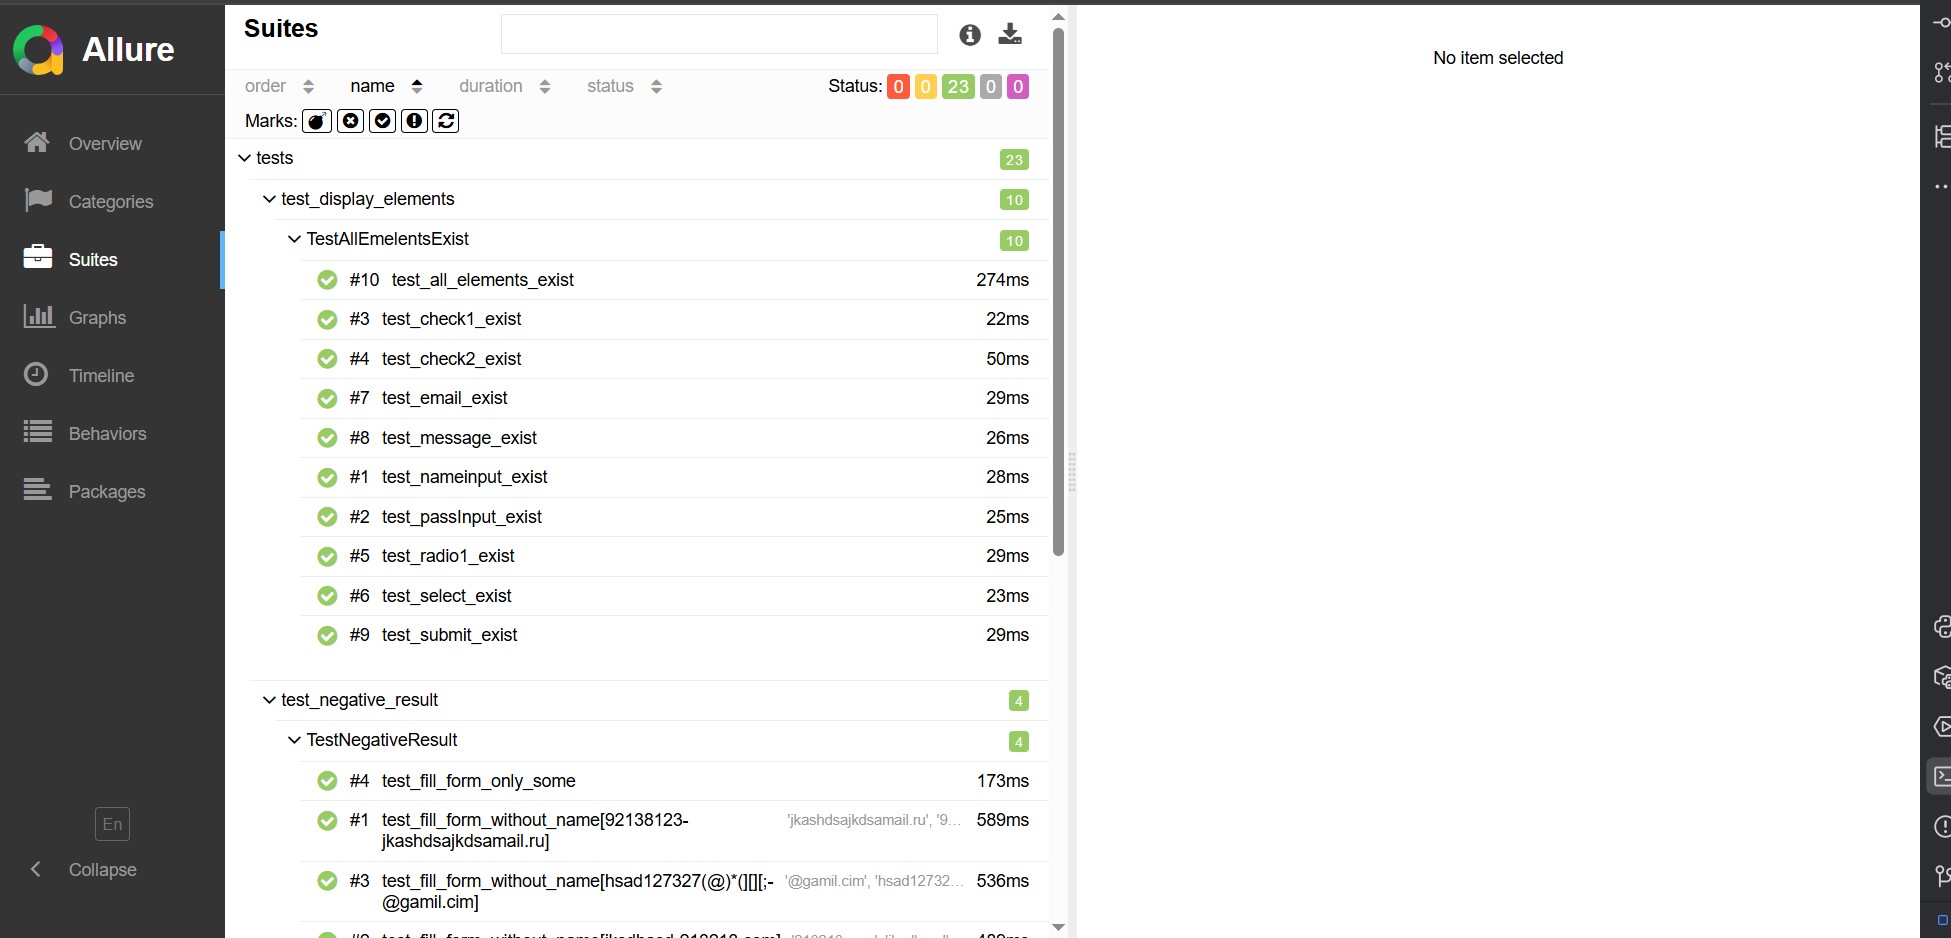 Allure
Overview
Categories
Suites
Graphs
Timeline
Behaviors
Packages
En
Collapse
Suites
order name duration status Status: 0 0 23 0 0
Marks:
tests 23
test_display_elements 10
TestAllEmelentsExist 10
#10 test_all_elements_exist 274ms
#3 test_check1_exist 22ms
#4 test_check2_exist 50ms
#7 test_email_exist 29ms
#8 test_message_exist 26ms
#1 test_nameinput_exist 28ms
#2 test_passInput_exist 25ms
#5 test_radio1_exist 29ms
#6 test_select_exist 23ms
#9 test_submit_exist 29ms
test_negative_result 4
TestNegativeResult 4
#4 test_fill_form_only_some 173ms
#1 test_fill_form_without_name[92138123- 'jkashdsajkdsamail.ru', '9... 589ms
jkashdsajkdsamail.ru]
#3 test_fill_form_without_name[hsad127327(@)*(][][;- '@gamil.cim', 'hsad12732... 536ms
@gamil.cim]
No item selected